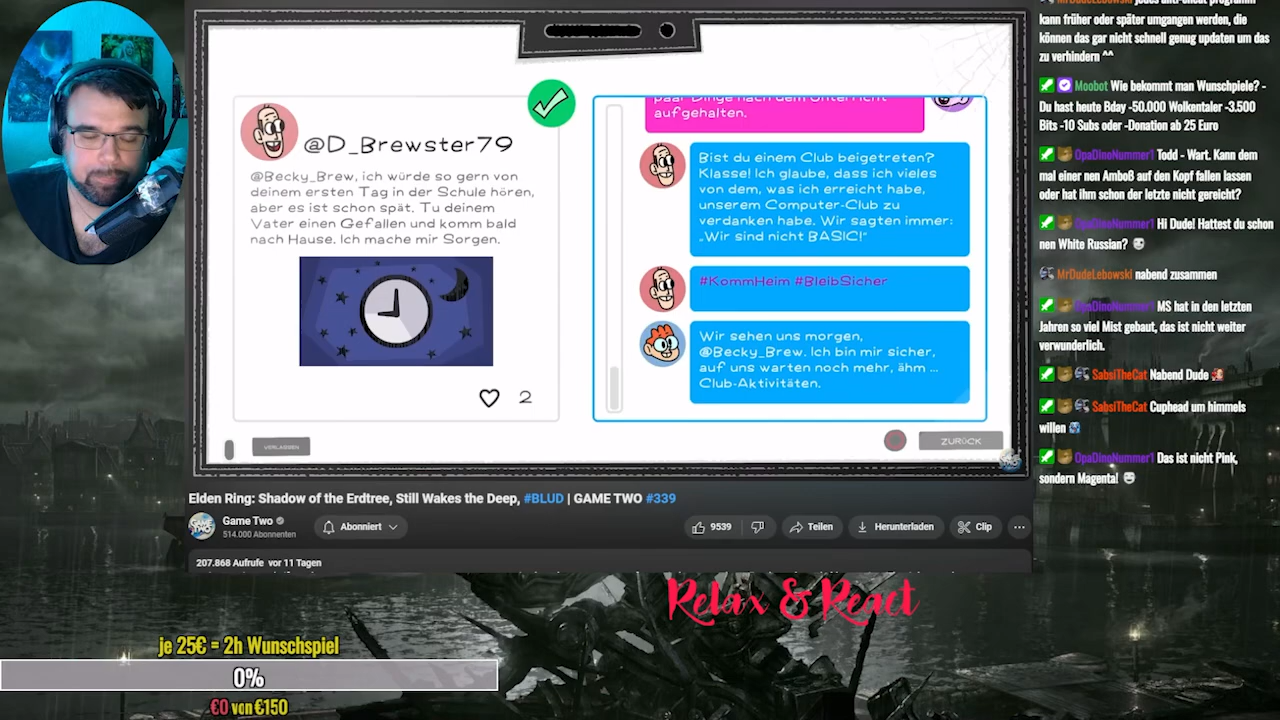 paar Dinge nach dem Unterricht
aufgehalten.
@D_Brewster79
@Becky_Brew, ich würde so gern von
deinem ersten Tag in der Schule hören,
aber es ist schon spät. Tu deinem
Vater einen Gefallen und komm bald
nach Hause. Ich mache mir Sorgen.
2
VERLASSEN
Bist du einem Club beigetreten?
Klasse! Ich glaube, dass ich vieles
von dem, was ich erreicht habe,
unserem Computer-Club zu
verdanken habe. Wir sagten immer:
„Wir sind nicht BASIC!"
#KommHeim #BleibSicher
Wir sehen uns morgen,
@Becky_Brew. Ich bin mir sicher,
auf uns warten noch mehr, ähm ...
Club-Aktivitäten.
ZURÜCK
Elden Ring: Shadow of the Erdtree, Still Wakes the Deep, #BLUD | GAME TWO #339
GAME TWO
Game Two
514.000 Abonnenten
Abonniert
9539
Teilen
Herunterladen
Clip
207.868 Aufrufe vor 11 Tagen
Relax & React
je 25€ = 2h Wunschspiel
0%
€0 von €150
MrDudeLebowski jedes anti-cheat programm
kann früher oder später umgangen werden, die
können das gar nicht schnell genug updaten um das
zu verhindern ^^
Moobot Wie bekommt man Wunschpiele? -
Du hast heute Bday -50.000 Wolkentaler -3.500
Bits -10 Subs oder -Donation ab 25 Euro
OpaDinoNummer1 Todd - Wart. Kann dem
mal einer nen Amboß auf den Kopf fallen lassen
oder hat ihm schon der letzte nicht gereicht?
OpaDinoNummer1 Hi Dude! Hattest du schon
nen White Russian?
MrDudeLebowski nabend zusammen
OpaDinoNummer1 MS hat in den letzten
Jahren so viel Mist gebaut, das ist nicht weiter
verwunderlich.
SabsiTheCat Nabend Dude
SabsiTheCat Cuphead um himmels
willen
OpaDinoNummer1 Das ist nicht Pink,
sondern Magenta!